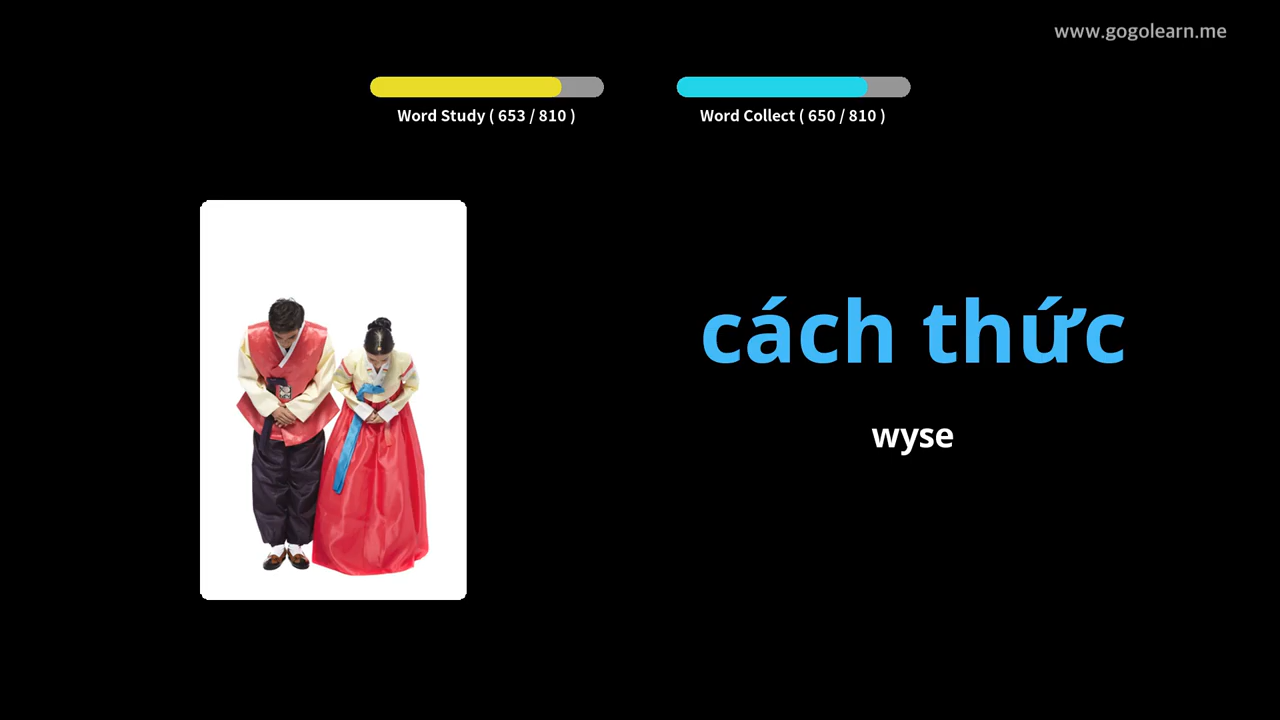 www.gogolearn.me
Word Study ( 653 / 810 )
Word Collect ( 650 / 810 )
cách thức
wyse